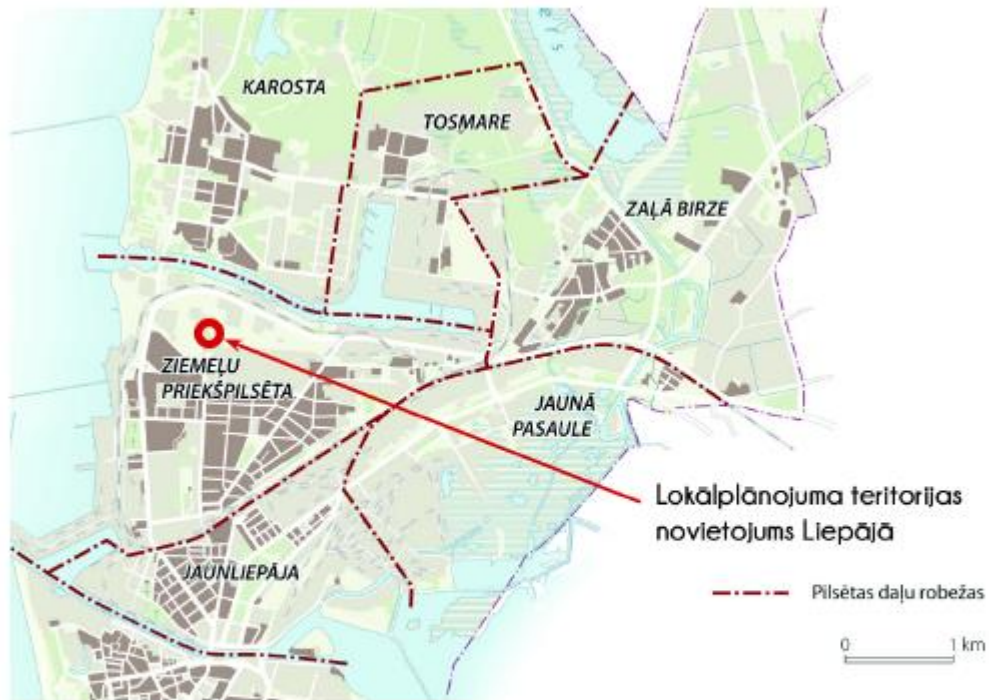 KAROSTA
TOSMARE
ZAĻĀ BIRZE
ZIEMEĻU
PRIEKŠPILSĒTA
JAUNĀ
PASAULE
Lokālplānojuma teritorijas
novietojums Liepājā
JAUNLIEPĀJA
Pilsētas daļu robežas
0 1 km